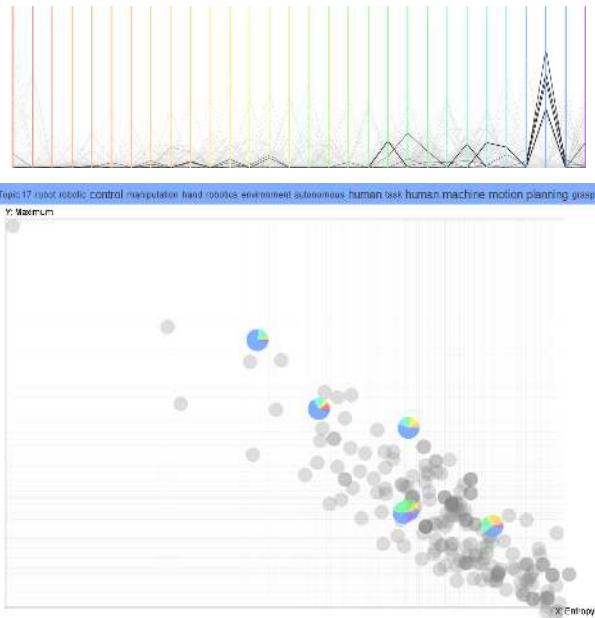 Topic 17 robot robotic control manipulation hand robotics environment autonomous human task human machine motion planning grasp
Y: Maximum
X: Entropy